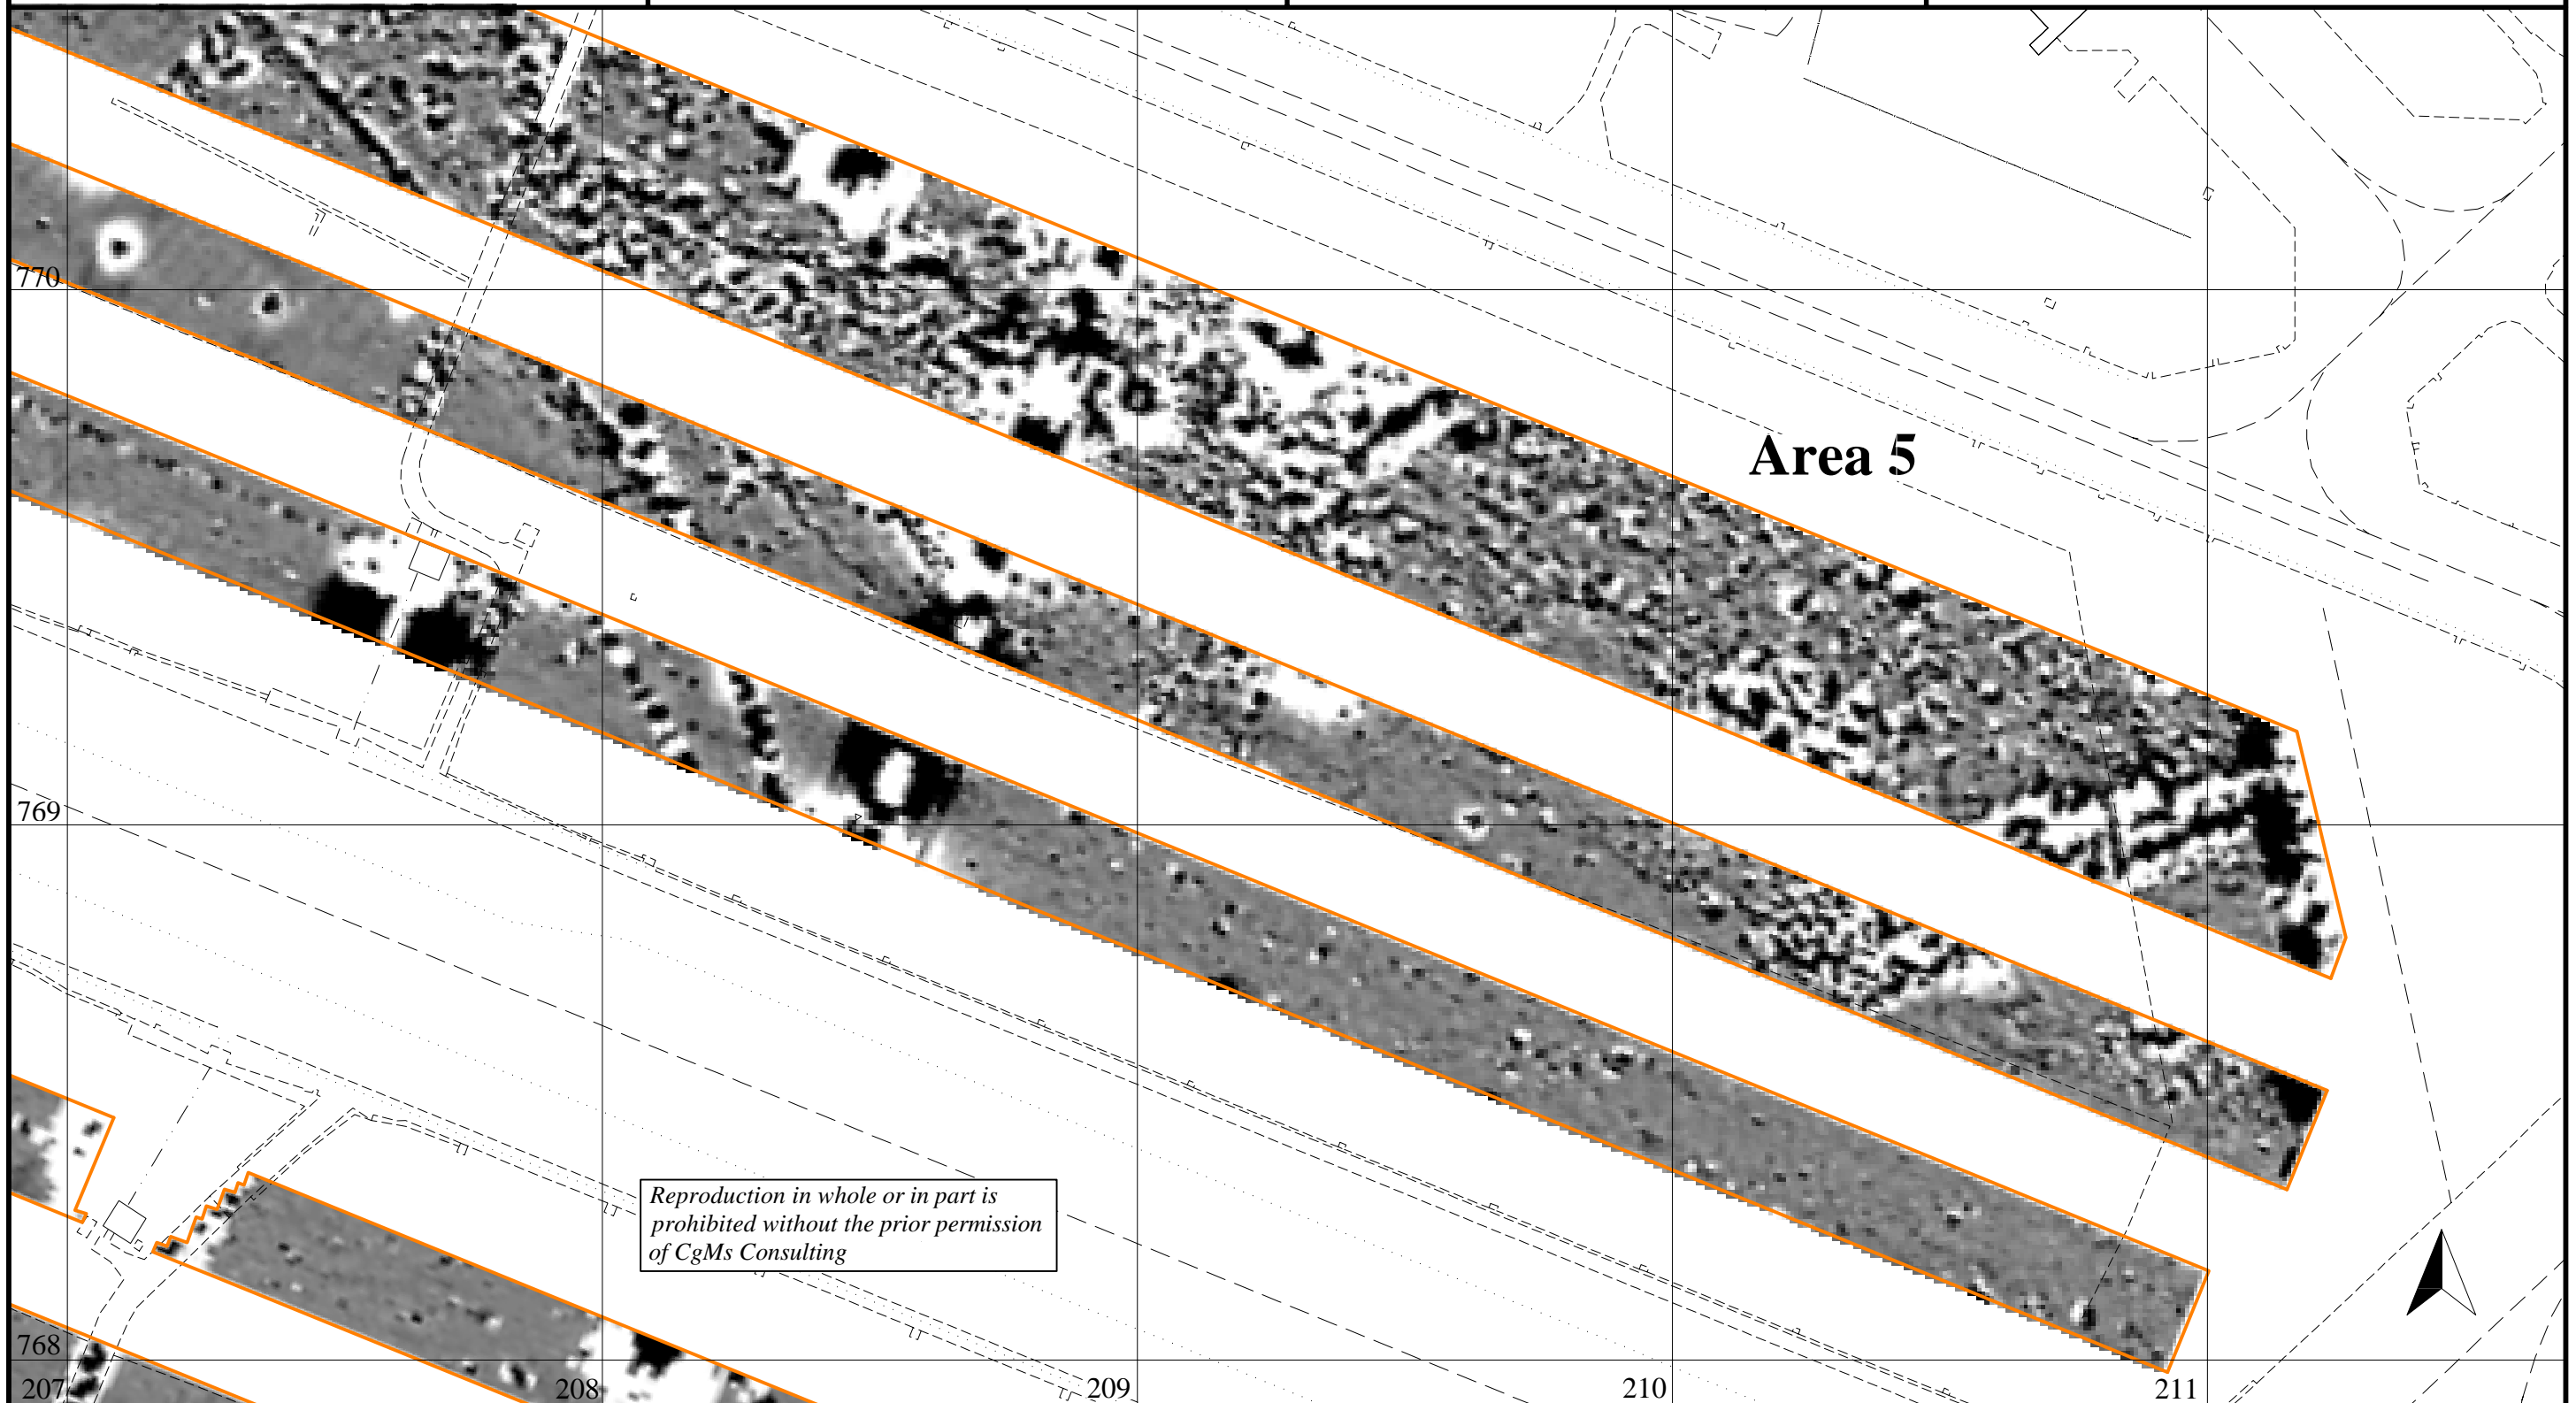 770
Area 5
769
Reproduction in whole or in part is
prohibited without the prior permission
of CgMs Consulting
768
207
208
209
210
211